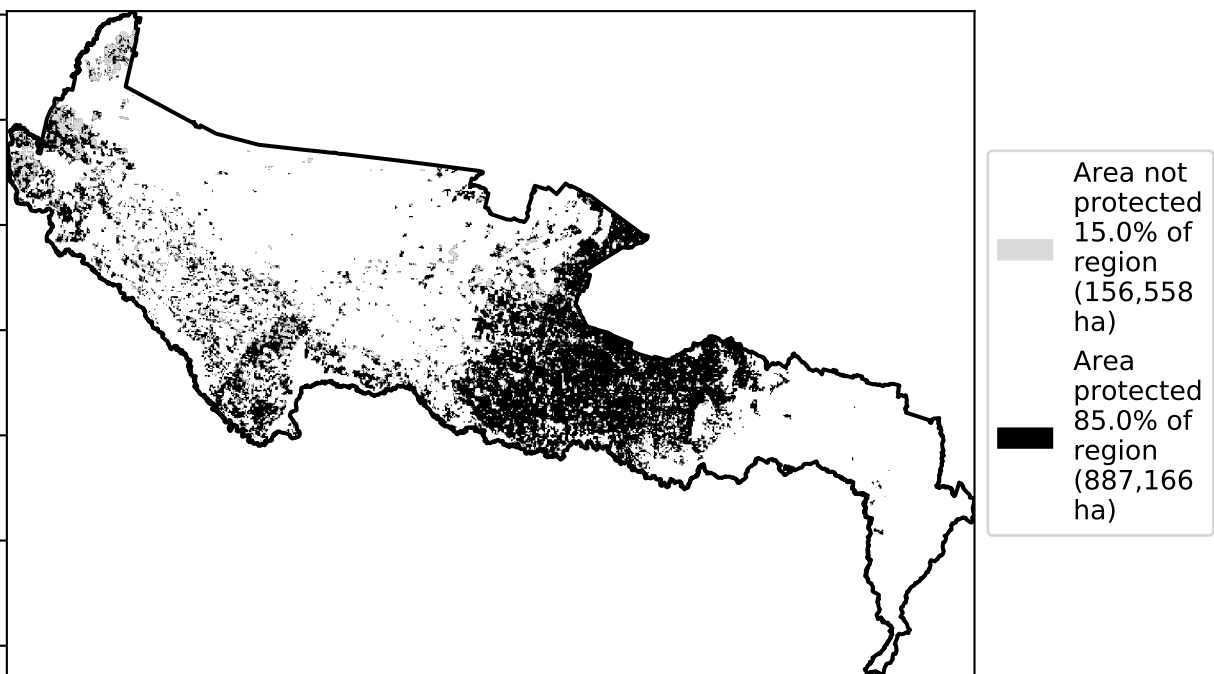 Area not
protected
15.0% of
region
(156,558
ha)
Area
protected
85.0% of
region
(887,166
ha)